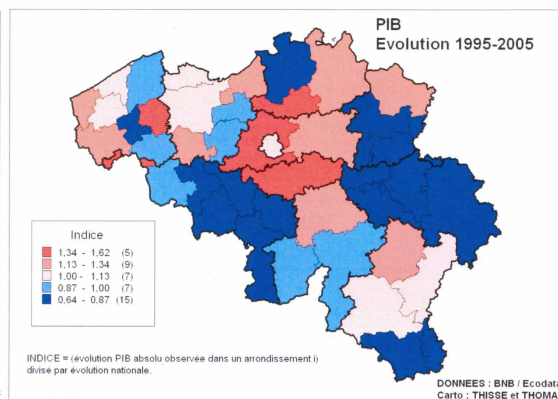 PIB
Evolution 1995-2005
Indice
1,34 - 1,62 (5)
1,13 - 1,34 (9)
1,00 - 1,13 (7)
0,87 - 1,00 (7)
0,64 - 0,87 (15)
INDICE = (évolution PIB absolu observée dans un arrondissement i)
divisé par évolution nationale.
DONNEES : BNB / Ecodata
Carto : THISSE et THOMA